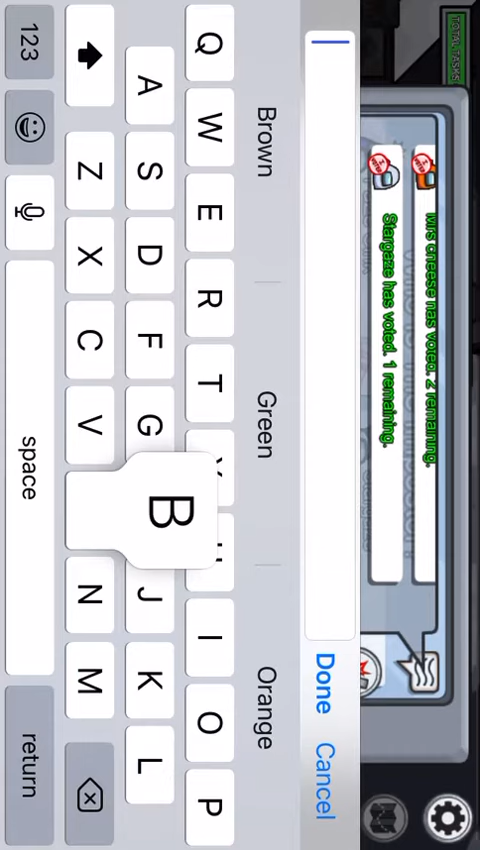 TOTAL TASKS
Mrs cheese has voted. 2 remaining.
Stargaze has voted. 1 remaining.
Done Cancel
Brown Green Orange
Q W E R T Y U I O P
A S D F G J K L
Z X C V B N M
123 space return